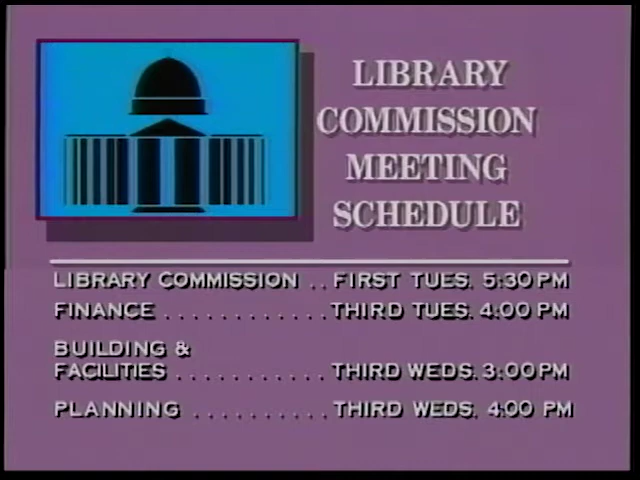 LIBRARY
COMMISSION
MEETING
SCHEDULE
LIBRARY COMMISSION .. FIRST TUES. 5:30 PM
FINANCE ............ THIRD TUES. 4:00 PM
BUILDING &
FACILITIES ........... THIRD WEDS. 3:00 PM
PLANNING .......... THIRD WEDS. 4:00 PM